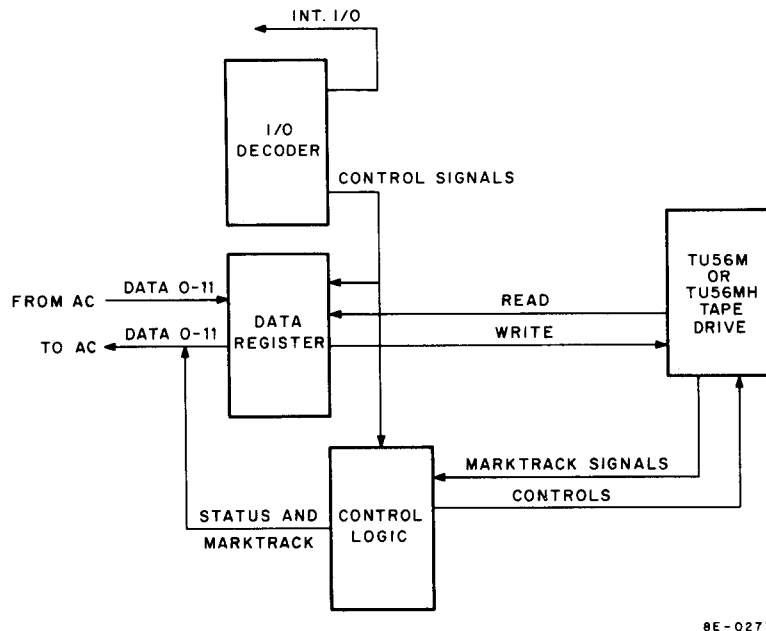 INT. I/O
I/O
DECODER
CONTROL SIGNALS
TU56M
OR
TU56MH
TAPE
DRIVE
FROM AC
DATA 0-11
TO AC
DATA 0-11
DATA
REGISTER
READ
WRITE
MARKTRACK SIGNALS
CONTROLS
STATUS AND
MARKTRACK
CONTROL
LOGIC
8E-027